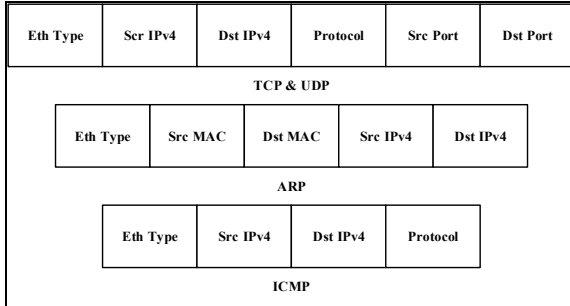 Eth Type Scr IPv4 Dst IPv4 Protocol Src Port Dst Port
TCP & UDP
Eth Type Src MAC Dst MAC Src IPv4 Dst IPv4
ARP
Eth Type Src IPv4 Dst IPv4 Protocol
ICMP